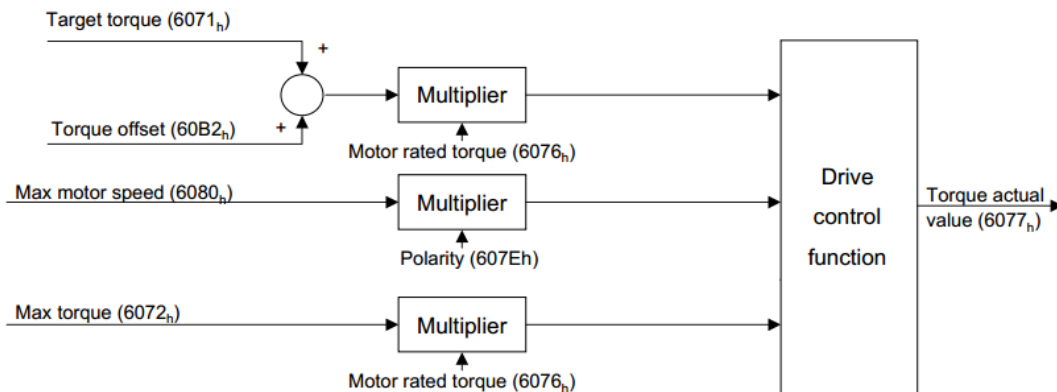 Target torque (6071h)
+
Multiplier
Torque offset (60B2h)
+
Motor rated torque (6076h)
Max motor speed (6080h)
Multiplier
Polarity (607Eh)
Max torque (6072h)
Multiplier
Motor rated torque (6076h)
Drive
control
function
Torque actual
value (6077h)